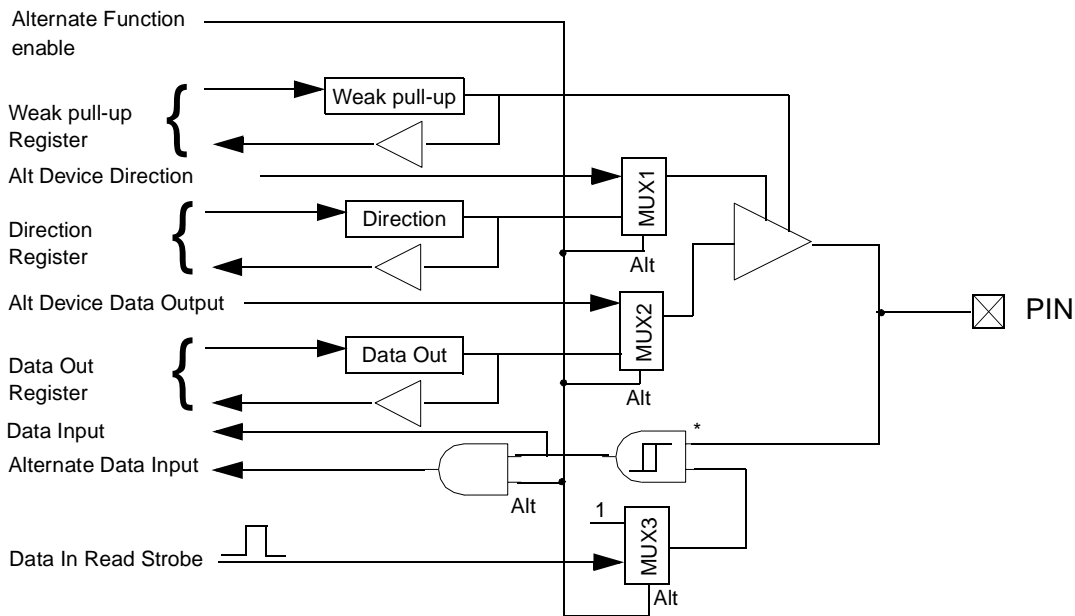 Alternate Function
enable
Weak pull-up
Weak pull-up
Register
Alt Device Direction
MUX1
Direction
Direction
Register
Alt
Alt Device Data Output
MUX2
PIN
Data Out
Data Out
Register
Alt
Data Input
*
Alternate Data Input
Alt
1
MUX3
Data In Read Strobe
Alt